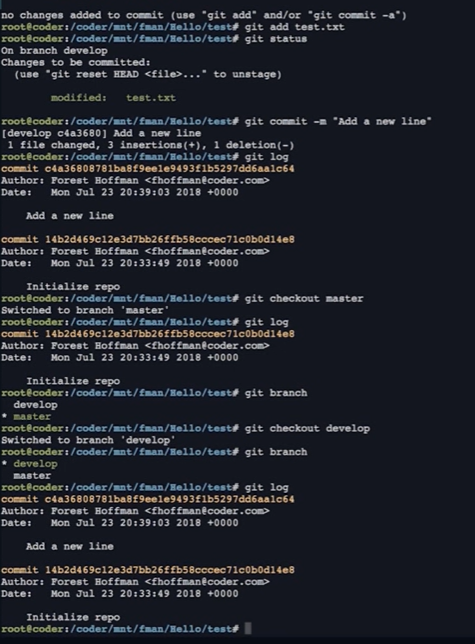 no changes added to commit (use "git add" and/or "git commit -a")
root@coder:/coder/mnt/fman/Hello/test# git add test.txt
root@coder:/coder/mnt/fman/Hello/test# git status
On branch develop
Changes to be committed:
(use "git reset HEAD <file>..." to unstage)
modified: test.txt
root@coder:/coder/mnt/fman/Hello/test# git commit -m "Add a new line"
[develop c4a3680] Add a new line
1 file changed, 3 insertions(+), 1 deletion(-)
root@coder:/coder/mnt/fman/Hello/test# git log
commit c4a36808781ba8f9ee1e9493f1b5297dd6aa1c64
Author: Forest Hoffman <fhoffman@coder.com>
Date: Mon Jul 23 20:39:03 2018 +0000
Add a new line
commit 14b2d469c12e3d7bb26ffb58cccec71c0b0d14e8
Author: Forest Hoffman <fhoffman@coder.com>
Date: Mon Jul 23 20:33:49 2018 +0000
Initialize repo
root@coder:/coder/mnt/fman/Hello/test# git checkout master
Switched to branch 'master'
root@coder:/coder/mnt/fman/Hello/test# git log
commit 14b2d469c12e3d7bb26ffb58cccec71c0b0d14e8
Author: Forest Hoffman <fhoffman@coder.com>
Date: Mon Jul 23 20:33:49 2018 +0000
Initialize repo
root@coder:/coder/mnt/fman/Hello/test# git branch
develop
* master
root@coder:/coder/mnt/fman/Hello/test# git checkout develop
Switched to branch 'develop'
root@coder:/coder/mnt/fman/Hello/test# git branch
* develop
master
root@coder:/coder/mnt/fman/Hello/test# git log
commit c4a36808781ba8f9ee1e9493f1b5297dd6aa1c64
Author: Forest Hoffman <fhoffman@coder.com>
Date: Mon Jul 23 20:39:03 2018 +0000
Add a new line
commit 14b2d469c12e3d7bb26ffb58cccec71c0b0d14e8
Author: Forest Hoffman <fhoffman@coder.com>
Date: Mon Jul 23 20:33:49 2018 +0000
Initialize repo
root@coder:/coder/mnt/fman/Hello/test#